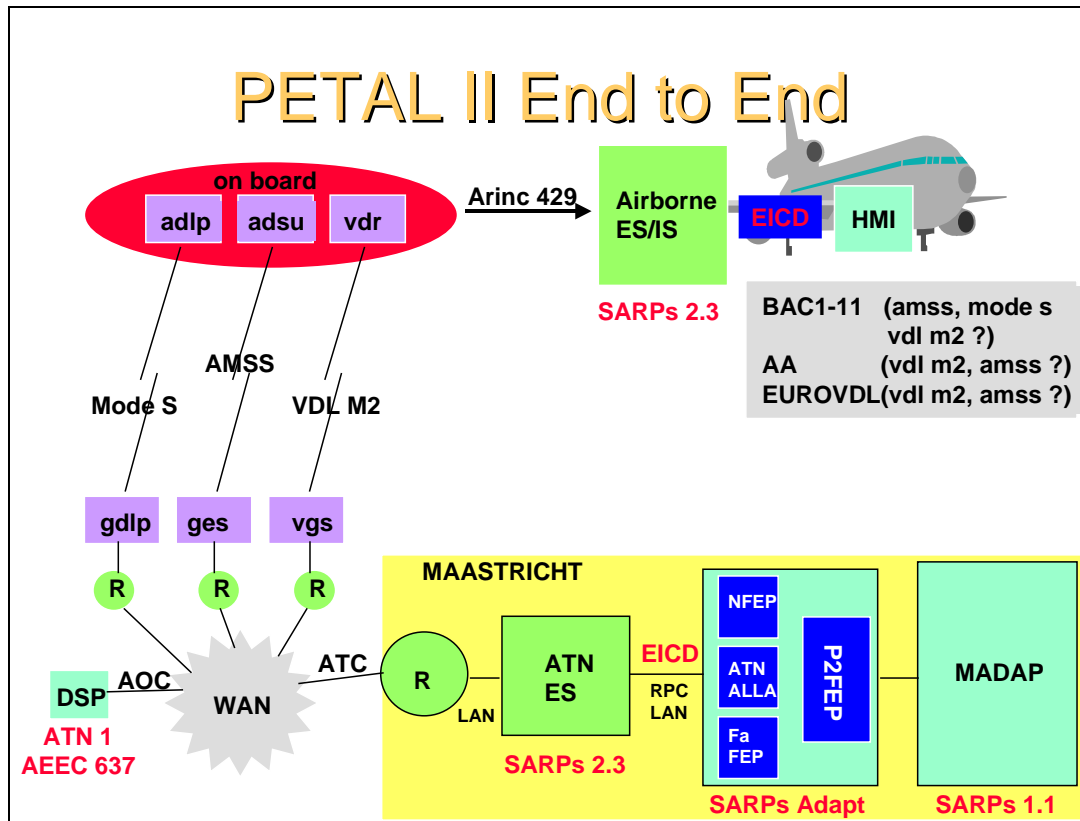 PETAL II End to End
on board
adlp
adsu
vdr
Arinc 429
Airborne
ES/IS
EICD
HMI
SARPs 2.3
BAC1-11 (amss, mode s
vdl m2 ?)
AA (vdl m2, amss ?)
EUROVDL(vdl m2, amss ?)
AMSS
Mode S
VDL M2
gdlp
ges
vgs
R
R
R
MAASTRICHT
DSP
AOC
WAN
ATC
R
LAN
ATN
ES
EICD
RPC
LAN
NFEP
ATN
ALLA
Fa
FEP
P2FEP
MADAP
ATN 1
AEEC 637
SARPs 2.3
SARPs Adapt
SARPs 1.1